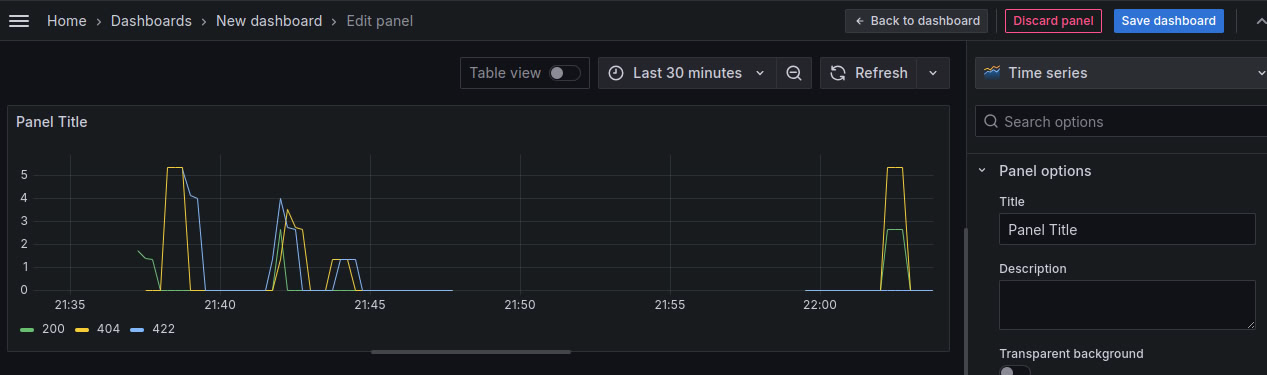 Home › Dashboards › New dashboard › Edit panel
← Back to dashboard
Discard panel
Save dashboard
Table view
Last 30 minutes
Refresh
Time series
Search options
Panel Title
5
4
3
2
1
0
21:35 21:40 21:45 21:50 21:55 22:00
200 404 422
Panel options
Title
Panel Title
Description
Transparent background